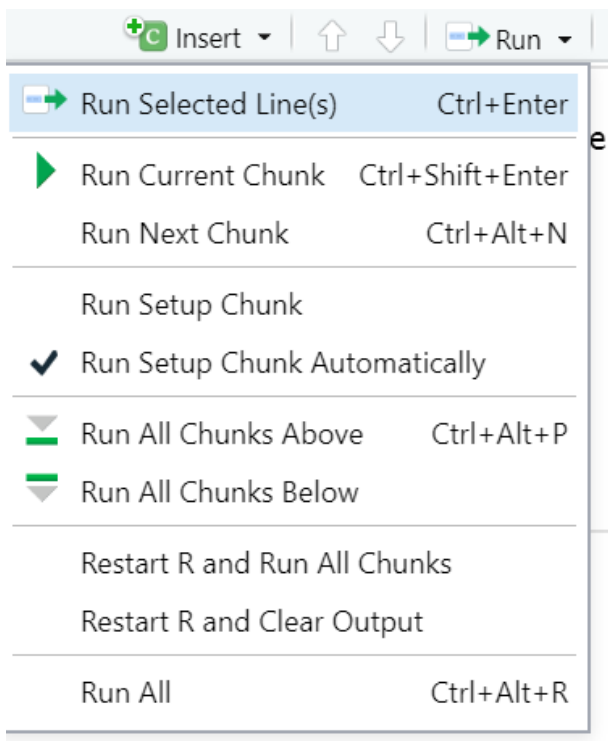 C Insert Run
Run Selected Line(s) Ctrl+Enter
e
Run Current Chunk Ctrl+Shift+Enter
Run Next Chunk Ctrl+Alt+N
Run Setup Chunk
Run Setup Chunk Automatically
Run All Chunks Above Ctrl+Alt+P
Run All Chunks Below
Restart R and Run All Chunks
Restart R and Clear Output
Run All Ctrl+Alt+R